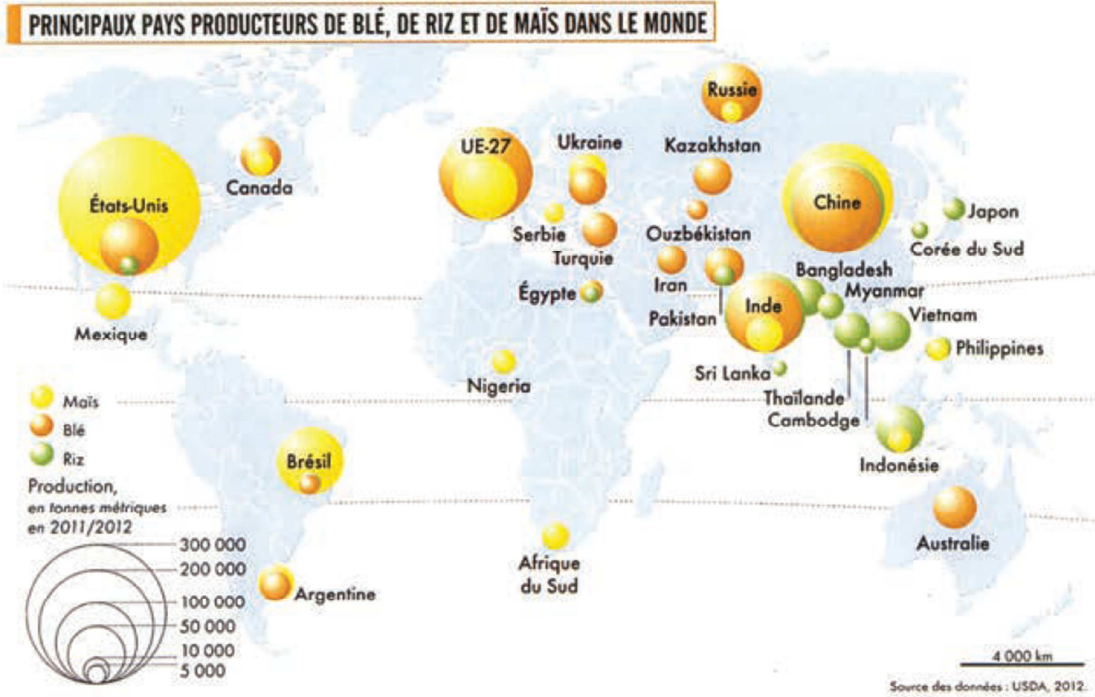 PRINCIPAUX PAYS PRODUCTEURS DE BLÉ, DE RIZ ET DE MAÏS DANS LE MONDE
Russie
UE-27
Ukraine
Kazakhstan
Canada
États-Unis
Chine
Japon
Serbie
Ouzbékistan
Corée du Sud
Turquie
Bangladesh
Iran
Égypte
Myanmar
Inde
Pakistan
Vietnam
Mexique
Philippines
Sri Lanka
Nigeria
Thaïlande
Cambodge
Maïs
Blé
Riz
Brésil
Indonésie
Production,
en tonnes métriques
en 2011/2012
300 000
200 000
100 000
50 000
10 000
5 000
Australie
Afrique
du Sud
Argentine
4 000 km
Source des données : USDA, 2012.